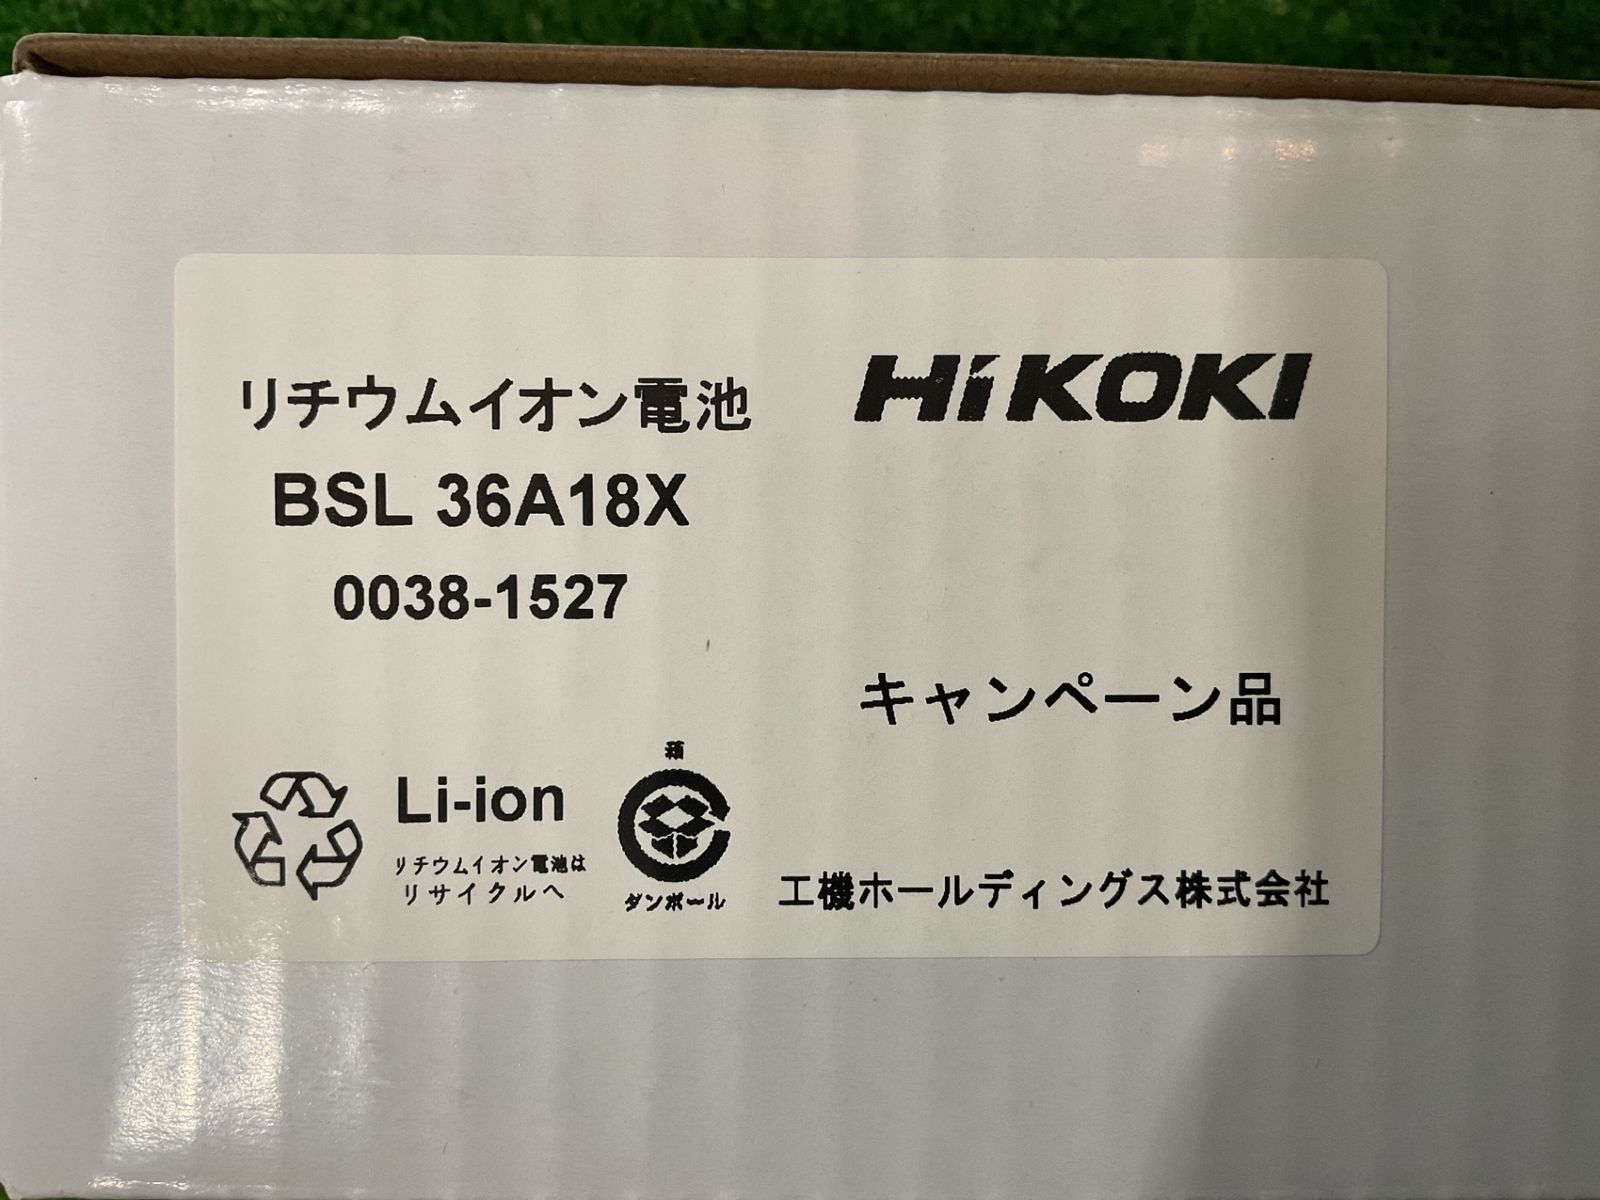 リチウムイオン電池
HiKOKI
BSL 36A18X
0038-1527
キャンペーン品
Li-ion
リチウムイオン電池は
リサイクルへ
箱
ダンボール
工機ホールディングス株式会社